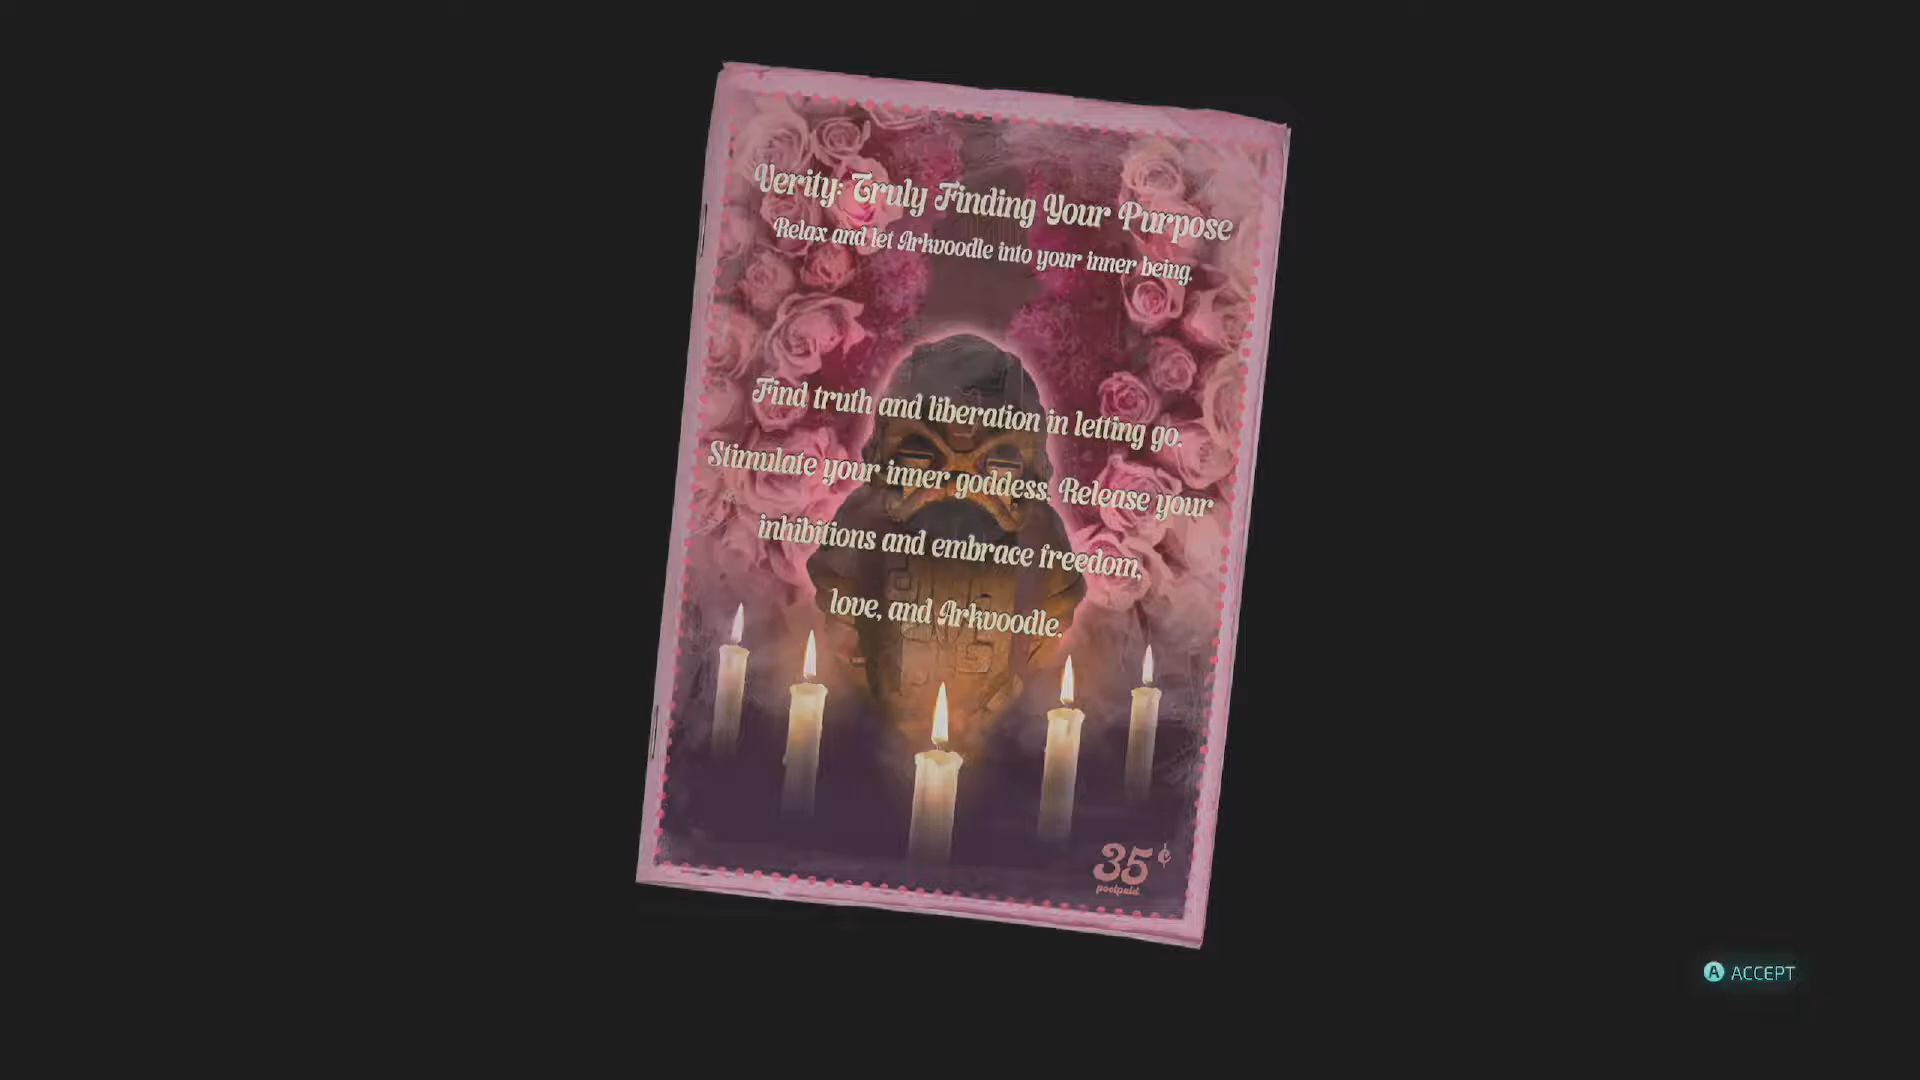 Verity: Truly Finding Your Purpose
Relax and let Arkvoodle into your inner being.
Find truth and liberation in letting go.
Stimulate your inner goddess. Release your
inhibitions and embrace freedom,
love, and Arkvoodle.
35¢
postpaid
A ACCEPT